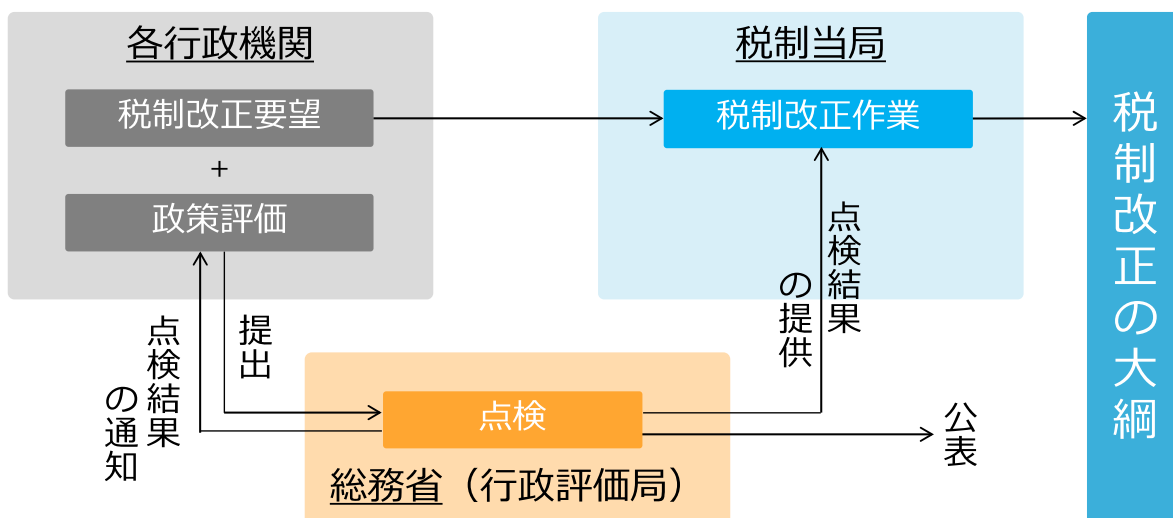 各行政機関
税制改正要望
+
政策評価
税制当局
税制改正作業
税制改正の大綱
点検結果
の通知
提出
点検結果
の提供
点検
総務省（行政評価局）
公表